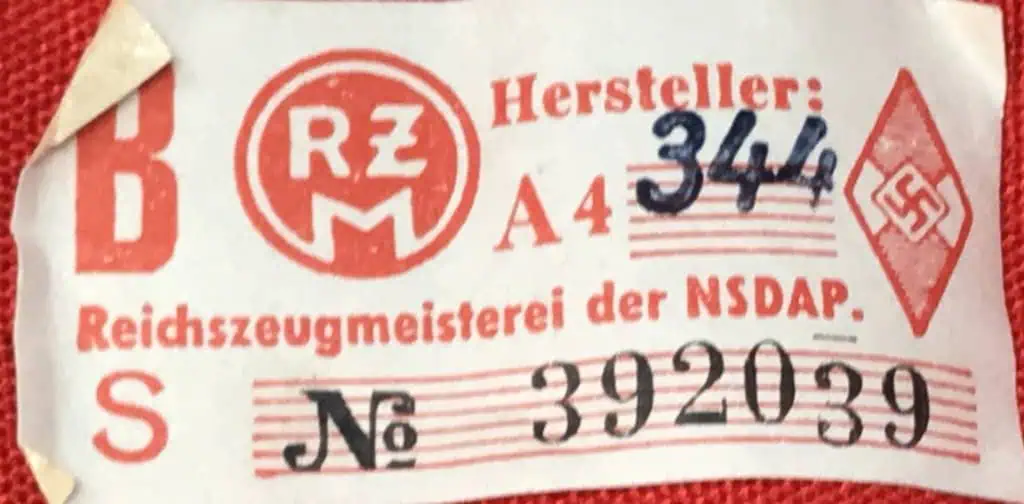 B
RZM
Hersteller:
A4 344
Reichszeugmeisterei der NSDAP.
S
No 392039